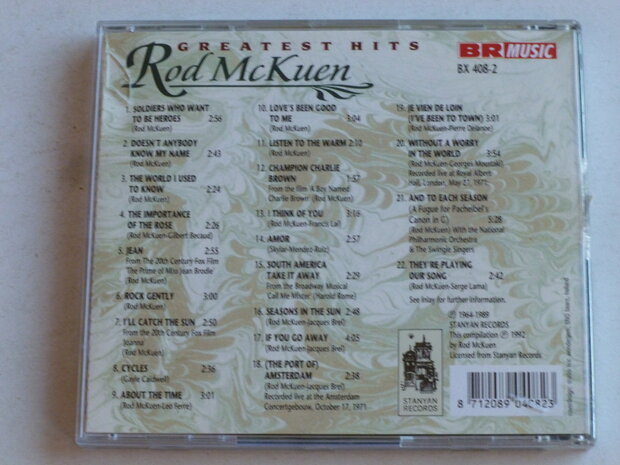 GREATEST HITS
Rod McKuen
BR MUSIC
BX 408-2
1. SOLDIERS WHO WANT
TO BE HEROES 2:56
(Rod McKuen)
2. DOESN'T ANYBODY
KNOW MY NAME 2:43
(Rod McKuen)
3. THE WORLD I USED
TO KNOW 2:24
(Rod McKuen)
4. THE IMPORTANCE
OF THE ROSE 2:26
(Rod McKuen-Gilbert Becaud)
5. JEAN 2:55
From The 20th Century-Fox Film
'The Prime of Miss Jean Brodie'
(Rod McKuen)
6. ROCK GENTLY 3:00
(Rod McKuen)
7. I'LL CATCH THE SUN 2:50
From the 20th Century-Fox Film
Joanna
(Rod McKuen)
8. CYCLES 2:36
(Gayle Caldwell)
9. ABOUT THE TIME 3:01
(Rod McKuen-Léo Ferre)
10. LOVE'S BEEN GOOD
TO ME 3:04
(Rod McKuen)
11. LISTEN TO THE WARM 2:10
(Rod McKuen)
12. CHAMPION CHARLIE
BROWN 1:57
From the film 'A Boy Named
Charlie Brown' (Rod McKuen)
13. I THINK OF YOU 3:16
(Rod McKuen-Francis Lai)
14. AMOR 2:57
(Skylar-Mendez Ruiz)
15. SOUTH AMERICA
TAKE IT AWAY 2:29
From the Broadway Musical
'Call Me Mister' (Harold Rome)
16. SEASONS IN THE SUN 2:48
(Rod McKuen-Jacques Brel)
17. IF YOU GO AWAY 4:05
(Rod McKuen-Jacques Brel)
18. (THE PORT OF)
AMSTERDAM 2:38
(Rod McKuen-Jacques Brel)
Recorded live at the Amsterdam
Concertgebouw, October 17, 1971
19. JE VIEN DE LOIN
(I'VE BEEN TO TOWN) 3:01
(Rod McKuen-Pierre Delanoe)
20. WITHOUT A WORRY
IN THE WORLD 3:54
(Rod McKuen-Georges Moustaki)
Recorded live at Royal Albert
Hall, London, May 27, 1971
21. AND TO EACH SEASON
(A Fugue for Pachelbel's
Canon in G) 5:28
(Rod McKuen) With the National
Philharmonic Orchestra
& The Swingle Singers
22. THEY'RE PLAYING
OUR SONG 2:42
(Rod McKuen-Serge Lama)
See Inlay for further information.
℗ 1964-1989
STANYAN RECORDS
This compilation ℗ 1992
by Rod McKuen
Licensed from Stanyan Records
STANYAN
RECORDS
8 712089 040823